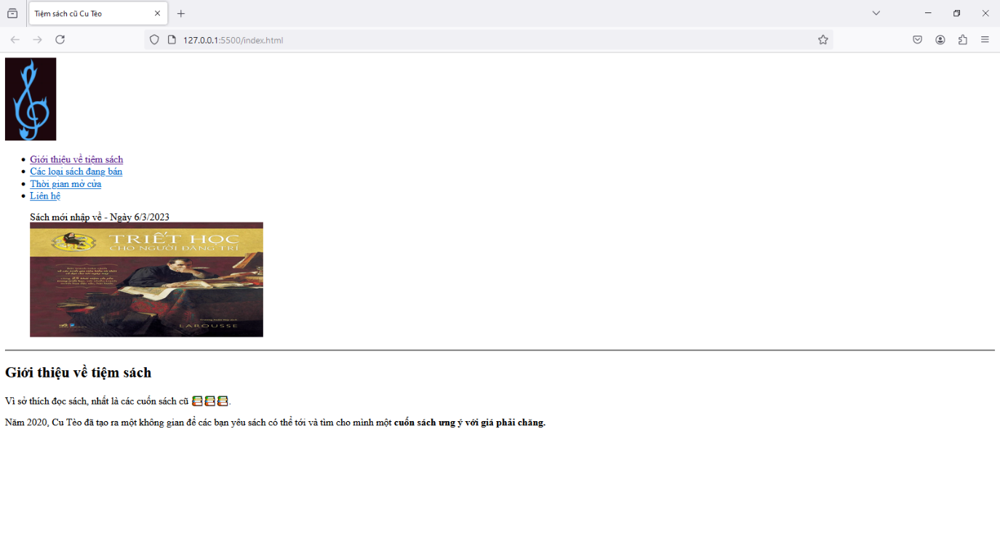 Tiệm sách cũ Cu Tèo
127.0.0.1:5500/index.html
Giới thiệu về tiệm sách
Các loại sách đang bán
Thời gian mở cửa
Liên hệ
Sách mới nhập về - Ngày 6/3/2023
TRIẾT HỌC
CHO NGƯỜI ĐÃNG TRÍ
LAROUSSE
Giới thiệu về tiệm sách
Vì sở thích đọc sách, nhất là các cuốn sách cũ 📚📚📚.
Năm 2020, Cu Tèo đã tạo ra một không gian để các bạn yêu sách có thể tới và tìm cho mình một cuốn sách ưng ý với giá phải chăng.